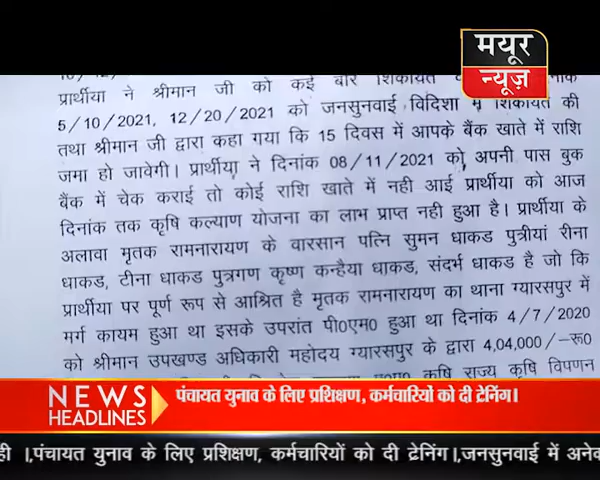 मयूर
न्यूज़
प्रार्थीया ने श्रीमान जी को कई बार शिकायत
5/10/2021, 12/20/2021 को जनसुनवाई विदिशा में शिकायत की
तथा श्रीमान जी द्वारा कहा गया कि 15 दिवस में आपके बैंक खाते में राशि
जमा हो जावेगी। प्रार्थीया ने दिनांक 08/11/2021 को अपनी पास बुक
बैंक में चेक कराई तो कोई राशि खाते में नही आई प्रार्थीया को आज
दिनांक तक कृषि कल्याण योजना का लाभ प्राप्त नही हुआ है। प्रार्थीया के
अलावा मृतक रामनारायण के वारसान पत्नि सुमन धाकड पुत्रीयां रीना
धाकड, टीना धाकड पुत्रगण कृष्ण कन्हैया धाकड, संदर्भ धाकड है जो कि
प्रार्थीया पर पूर्ण रूप से आश्रित है मृतक रामनारायण का थाना ग्यारसपुर में
मर्ग कायम हुआ था इसके उपरांत पी0एम0 हुआ था दिनांक 4/7/2020
को श्रीमान उपखण्ड अधिकारी महोदय ग्यारसपुर के द्वारा 4,04,000/-रू0
कृषि राज्य कृषि विपणन
NEWS
HEADLINES
पंचायत युनाव के लिए प्रशिक्षण, कर्मचारियों को दी ट्रेनिंग।
ही ।,पंचायत युनाव के लिए प्रशिक्षण, कर्मचारियों को दी टेनिंग।,जनसुनवाई में अनेक